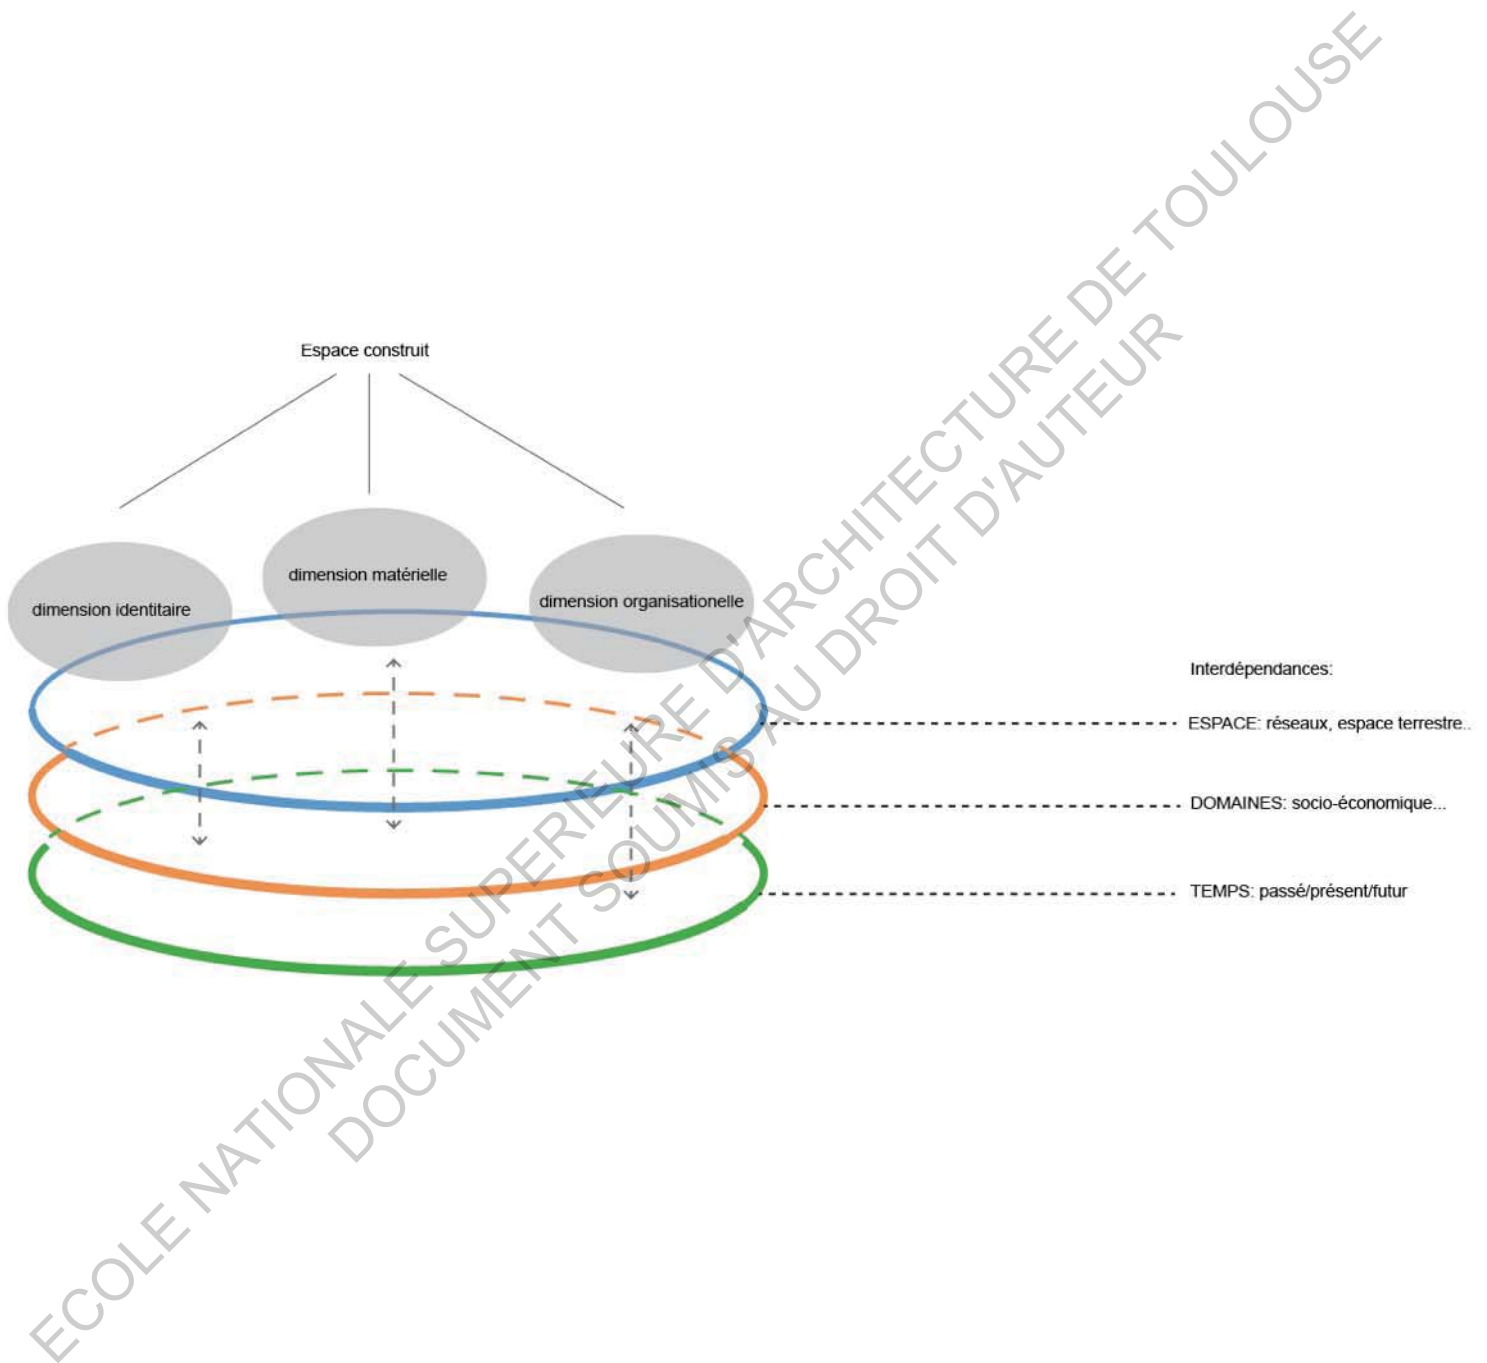 Espace construit
dimension matérielle
dimension identitaire
dimension organisationelle
Interdépendances:
ESPACE: réseaux, espace terrestre..
DOMAINES: socio-économique...
TEMPS: passé/présent/futur
ECOLE NATIONALE SUPERIEURE D'ARCHITECTURE DE TOULOUSE
DOCUMENT SOUMIS AU DROIT D'AUTEUR